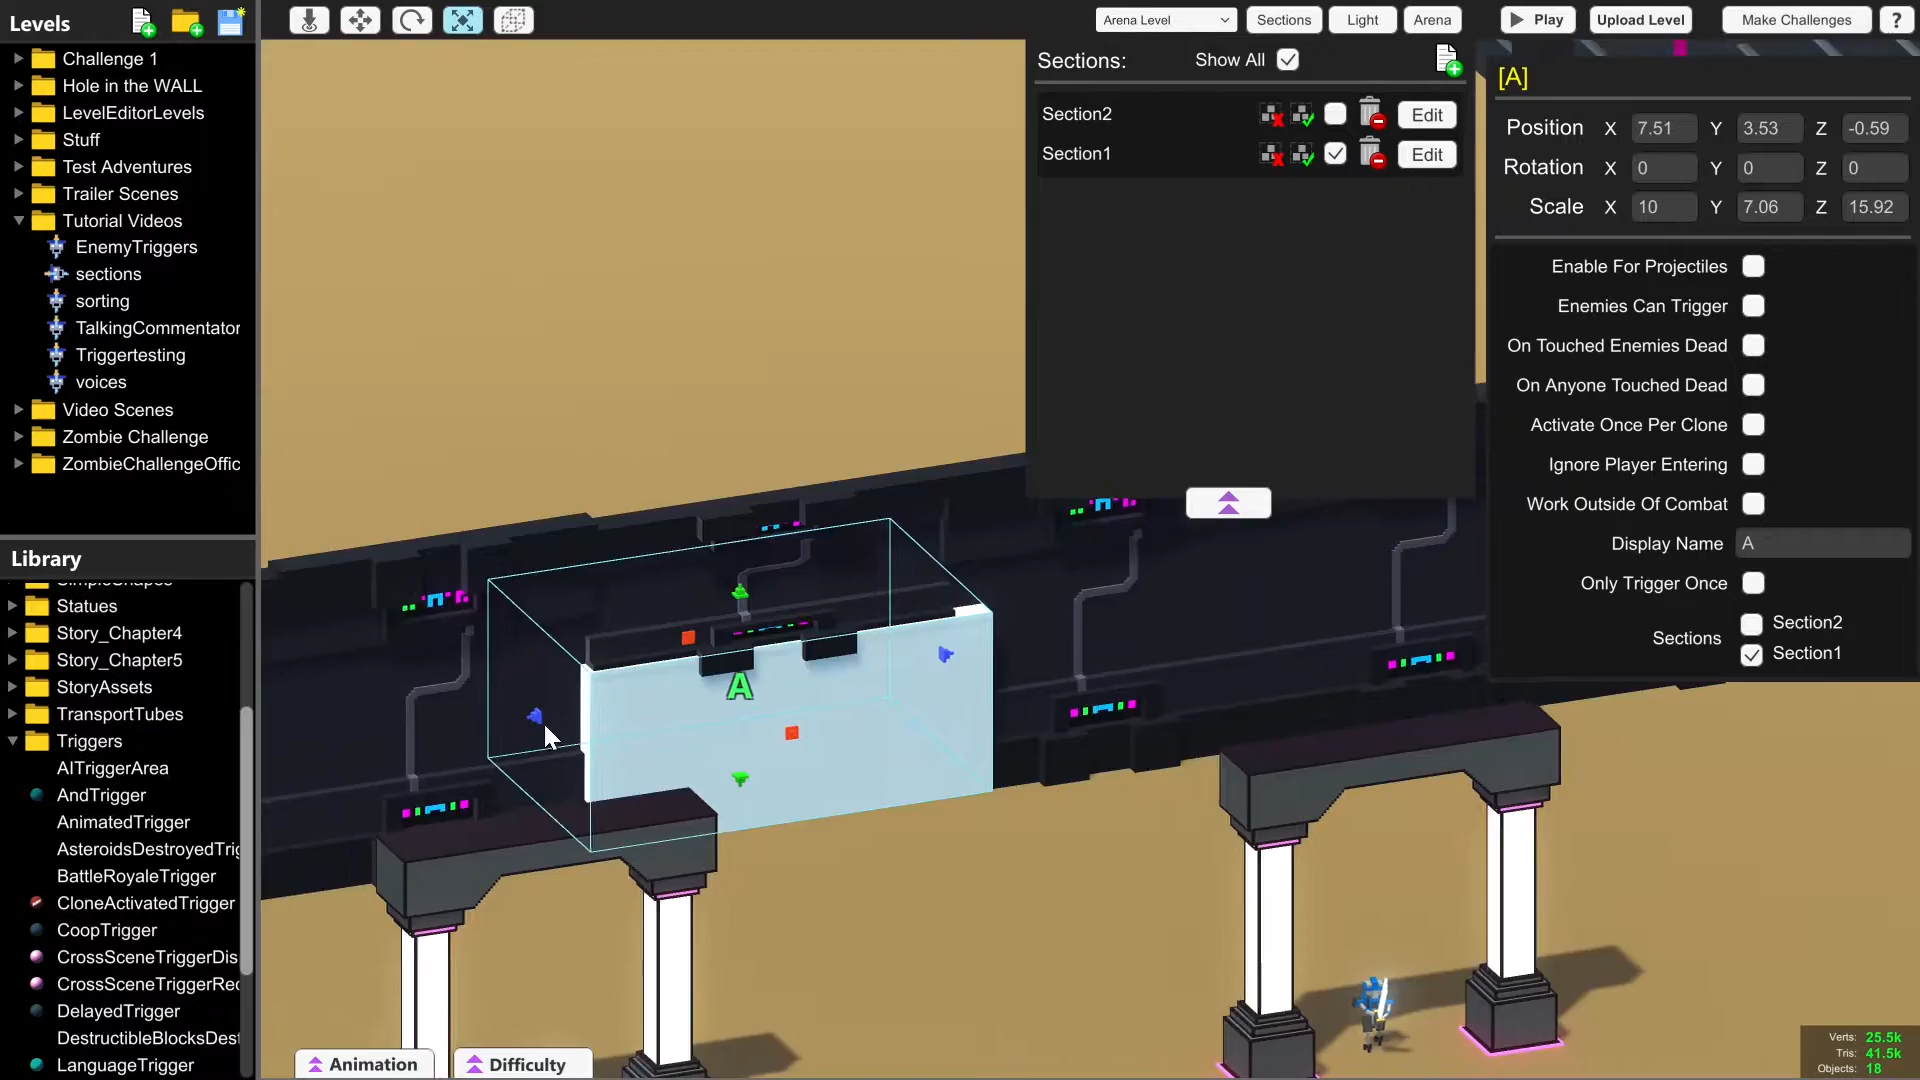 Levels
Challenge 1
Hole in the WALL
LevelEditorLevels
Stuff
Test Adventures
Trailer Scenes
Tutorial Videos
EnemyTriggers
sections
sorting
TalkingCommentator
Triggertesting
voices
Video Scenes
Zombie Challenge
ZombieChallengeOffic
Library
SimpleShapes
Statues
Story_Chapter4
Story_Chapter5
StoryAssets
TransportTubes
Triggers
AITriggerArea
AndTrigger
AnimatedTrigger
AsteroidsDestroyedTrig
BattleRoyaleTrigger
CloneActivatedTrigger
CoopTrigger
CrossSceneTriggerDis
CrossSceneTriggerRec
DelayedTrigger
DestructibleBlocksDest
LanguageTrigger
Arena Level
Sections
Light
Arena
Play
Upload Level
Make Challenges
?
Sections:
Show All
Section2
Edit
Section1
Edit
[A]
Position X 7.51 Y 3.53 Z -0.59
Rotation X 0 Y 0 Z 0
Scale X 10 Y 7.06 Z 15.92
Enable For Projectiles
Enemies Can Trigger
On Touched Enemies Dead
On Anyone Touched Dead
Activate Once Per Clone
Ignore Player Entering
Work Outside Of Combat
Display Name A
Only Trigger Once
Sections
Section2
Section1
A
Animation
Difficulty
Verts: 25.5k
Tris: 41.5k
Objects: 18